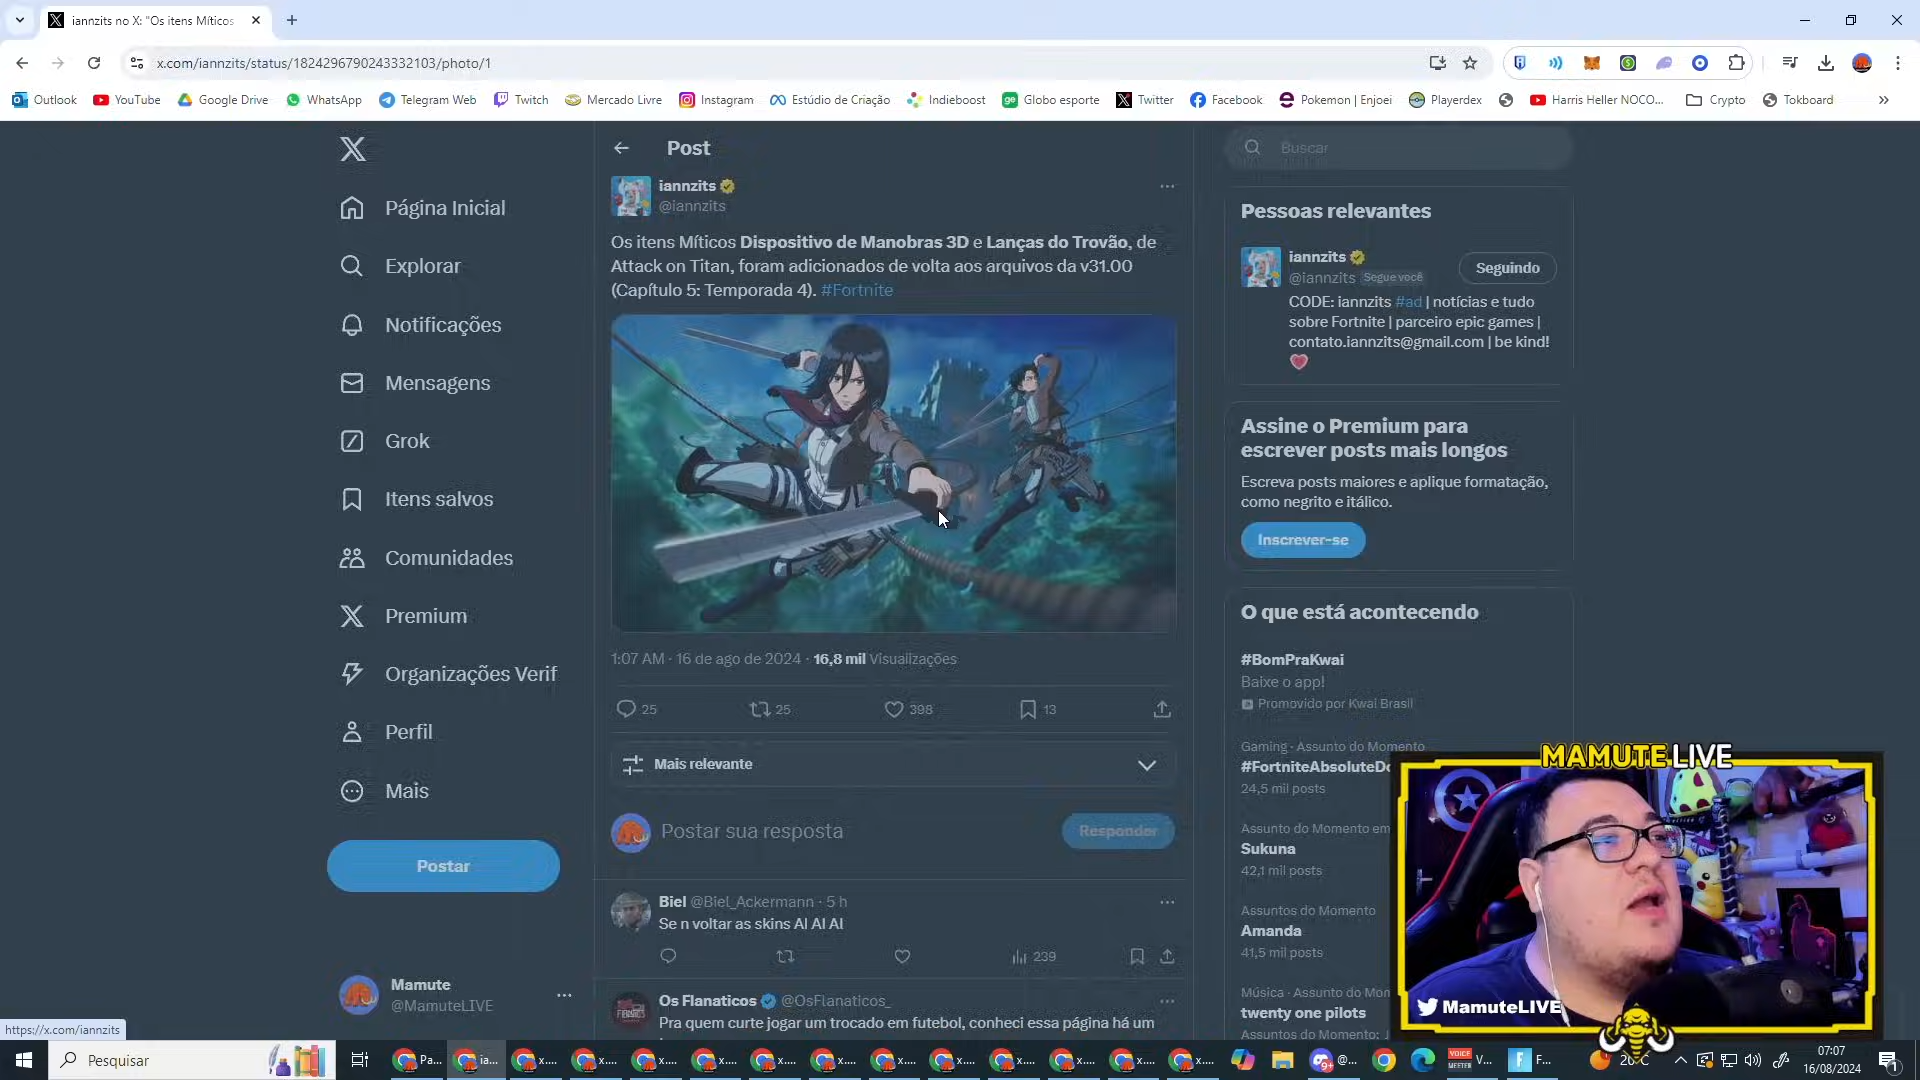 iannzits no X: "Os itens Míticos
x.com/iannzits/status/1824296790243332103/photo/1
Outlook
YouTube
Google Drive
WhatsApp
Telegram Web
Twitch
Mercado Livre
Instagram
Estúdio de Criação
Indieboost
Globo esporte
Twitter
Facebook
Pokemon | Enjoei
Playerdex
Harris Heller NOCO...
Crypto
Tokboard
Página Inicial
Explorar
Notificações
Mensagens
Grok
Itens salvos
Comunidades
Premium
Organizações Verif
Perfil
Mais
Postar
Mamute
@MamuteLIVE
https://x.com/iannzits
Post
iannzits
@iannzits
Os itens Míticos Dispositivo de Manobras 3D e Lanças do Trovão, de
Attack on Titan, foram adicionados de volta aos arquivos da v31.00
(Capítulo 5: Temporada 4). #Fortnite
1:07 AM · 16 de ago de 2024 · 16,8 mil Visualizações
25
25
398
13
Mais relevante
Postar sua resposta
Responder
Biel @Biel_Ackermann · 5 h
Se n voltar as skins AI AI AI
239
Os Flanaticos @OsFlanaticos_
Pra quem curte jogar um trocado em futebol, conheci essa página há um
Buscar
Pessoas relevantes
iannzits
@iannzits Segue você
Seguindo
CODE: iannzits #ad | notícias e tudo
sobre Fortnite | parceiro epic games |
contato.iannzits@gmail.com | be kind!
Assine o Premium para
escrever posts mais longos
Escreva posts maiores e aplique formatação,
como negrito e itálico.
Inscrever-se
O que está acontecendo
#BomPraKwai
Baixe o app!
Promovido por Kwai Brasil
Gaming · Assunto do Momento
#FortniteAbsoluteDo
24,5 mil posts
Assunto do Momento em
Sukuna
42,1 mil posts
Assuntos do Momento
Amanda
41,5 mil posts
Música · Assunto do Mon
twenty one pilots
Assuntos do Momento:
MAMUTE LIVE
MamuteLIVE
Pesquisar
Pa...
ia...
x....
x....
x....
x....
x....
x....
x....
x....
x....
x....
x....
x....
@...
V...
F...
20°C
07:07
16/08/2024